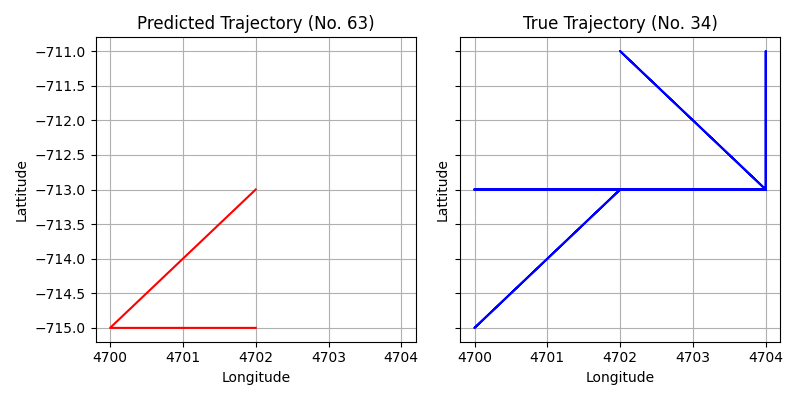 Predicted Trajectory (No. 63)
True Trajectory (No. 34)
−711.0
−711.5
−712.0
−712.5
−713.0
−713.5
−714.0
−714.5
−715.0
Lattitude
Lattitude
4700 4701 4702 4703 4704
4700 4701 4702 4703 4704
Longitude
Longitude